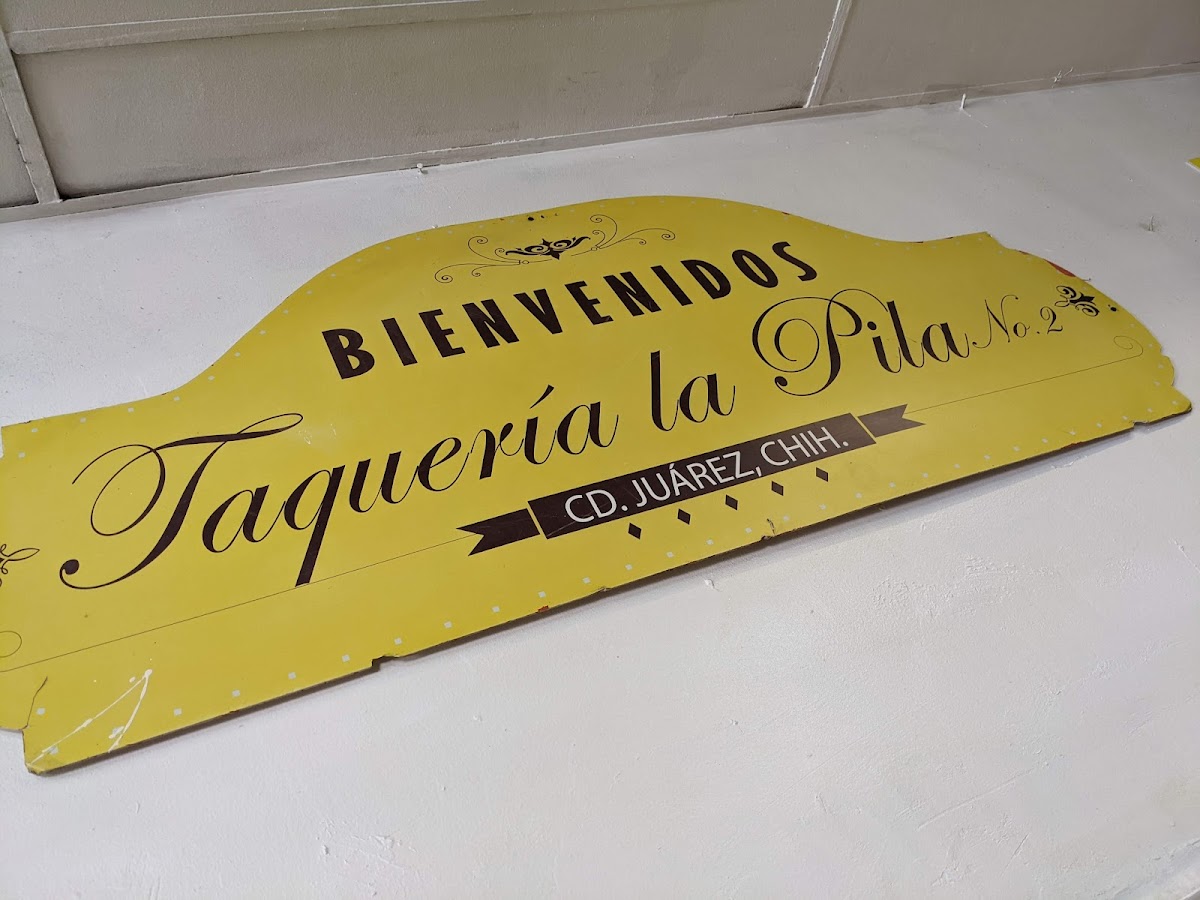 BIENVENIDOS
Taquería la Pila No. 2
CD. JUÁREZ, CHIH.